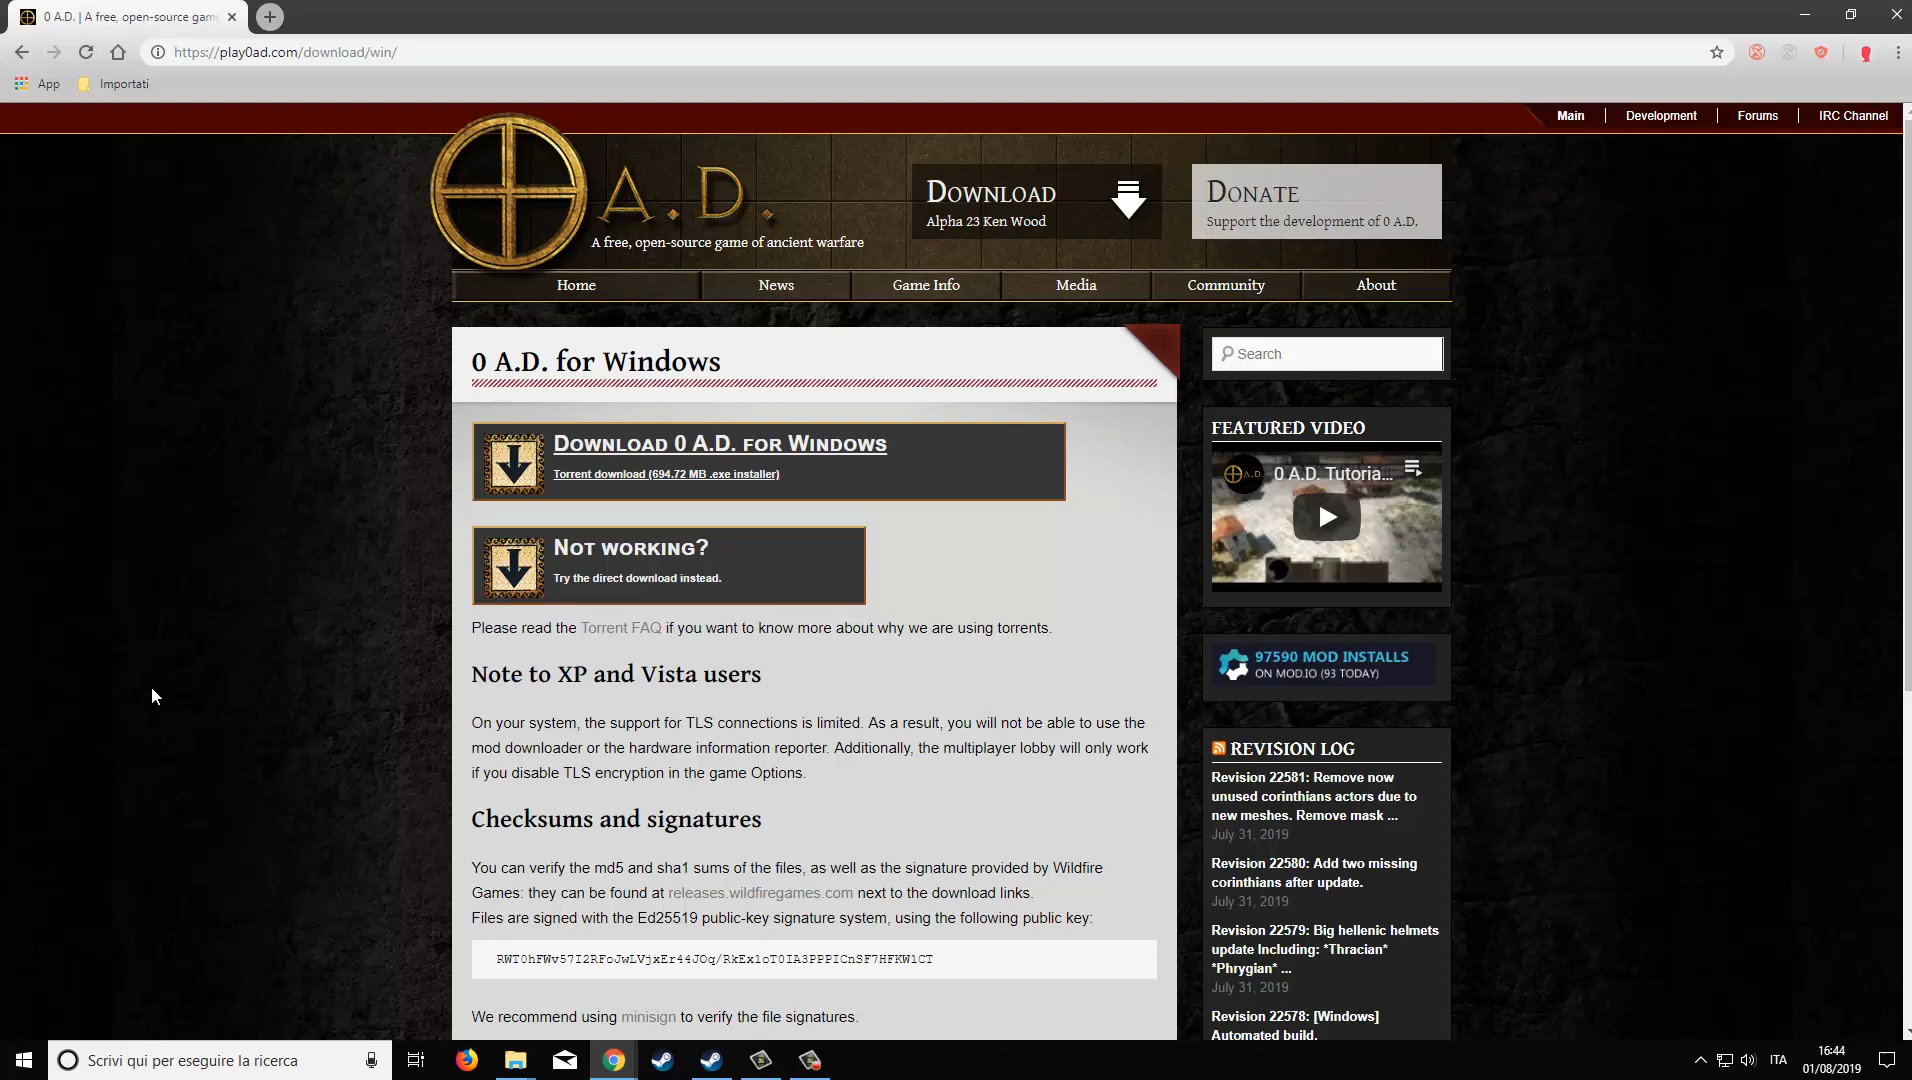 0 A.D. | A free, open-source gam
https://play0ad.com/download/win/
App
Importati
Main
Development
Forums
IRC Channel
A.D.
A free, open-source game of ancient warfare
Download
Alpha 23 Ken Wood
Donate
Support the development of 0 A.D.
Home
News
Game Info
Media
Community
About
0 A.D. for Windows
Download 0 A.D. for Windows
Torrent download (694.72 MB .exe installer)
Not working?
Try the direct download instead.
Please read the Torrent FAQ if you want to know more about why we are using torrents.
Note to XP and Vista users
On your system, the support for TLS connections is limited. As a result, you will not be able to use the
mod downloader or the hardware information reporter. Additionally, the multiplayer lobby will only work
if you disable TLS encryption in the game Options.
Checksums and signatures
You can verify the md5 and sha1 sums of the files, as well as the signature provided by Wildfire
Games: they can be found at releases.wildfiregames.com next to the download links.
Files are signed with the Ed25519 public-key signature system, using the following public key:
RWT0hFWv57I2RFoJwLVjxEr44JOq/RkEx1oT0IA3PPPICnSF7HFKW1CT
We recommend using minisign to verify the file signatures.
Search
FEATURED VIDEO
A.D.
0 A.D. Tutoria...
97590 MOD INSTALLS
ON MOD.IO (93 TODAY)
REVISION LOG
Revision 22581: Remove now
unused corinthians actors due to
new meshes. Remove mask ...
July 31, 2019
Revision 22580: Add two missing
corinthians after update.
July 31, 2019
Revision 22579: Big hellenic helmets
update Including: *Thracian*
*Phrygian* ...
July 31, 2019
Revision 22578: [Windows]
Automated build.
Scrivi qui per eseguire la ricerca
ITA
16:44
01/08/2019